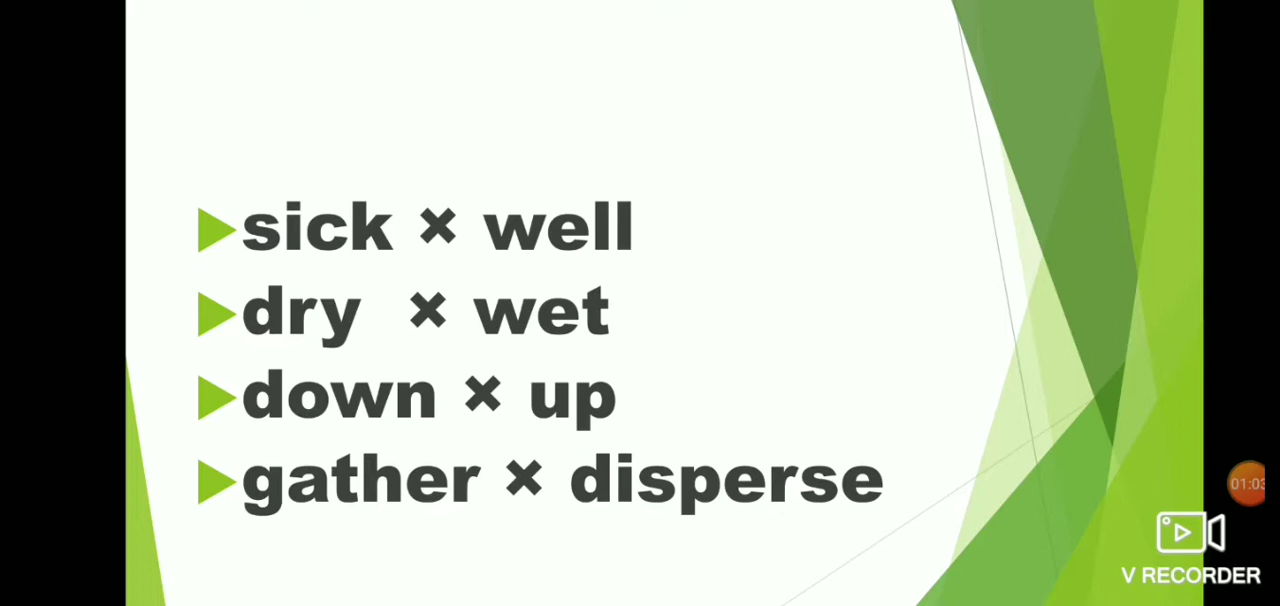 sick × well
dry × wet
down × up
gather × disperse
01:03
V RECORDER